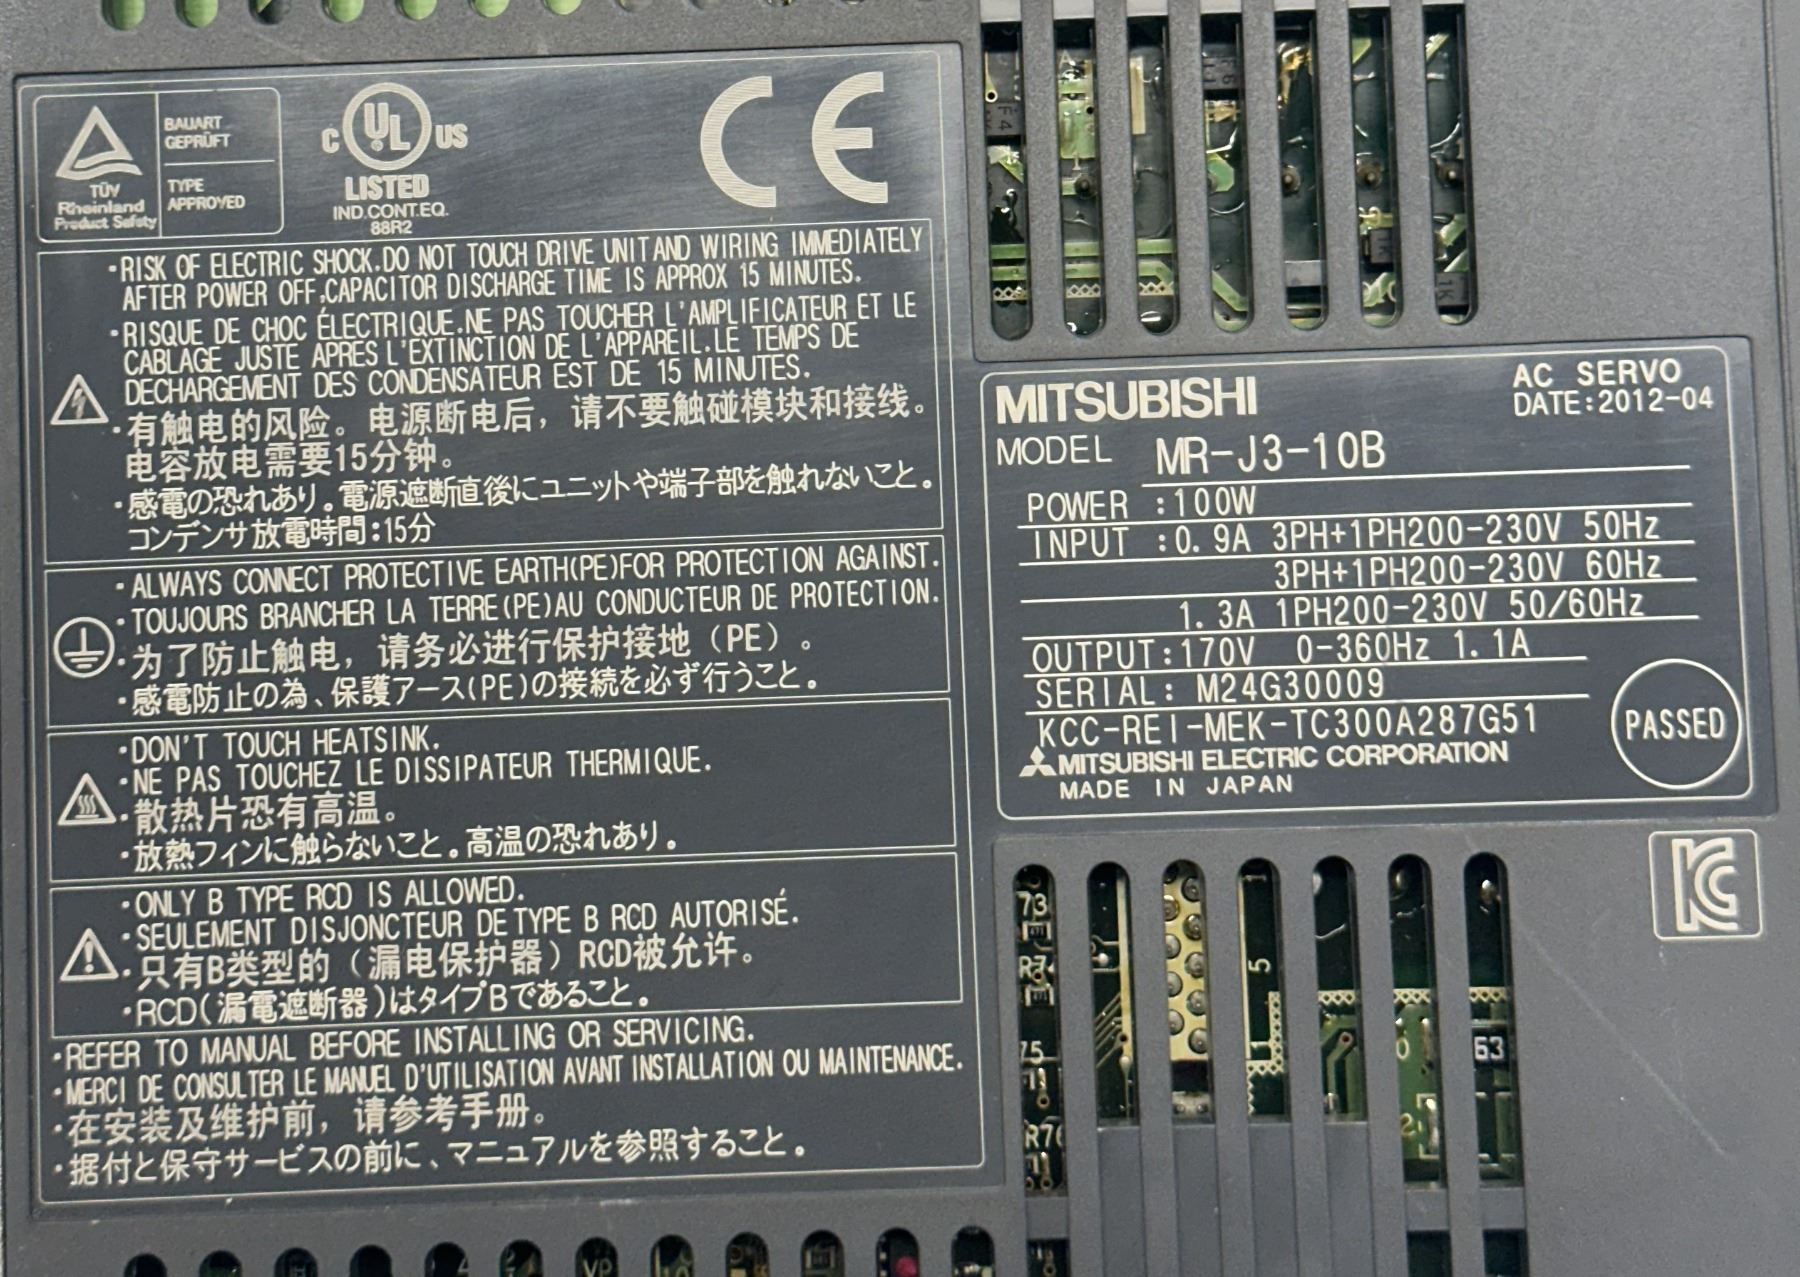 TÜV
Rheinland
Product Safety
BAUART
GEPRÜFT
TYPE
APPROVED
C UL US
LISTED
IND.CONT.EQ.
88R2
CE
・RISK OF ELECTRIC SHOCK.DO NOT TOUCH DRIVE UNIT AND WIRING IMMEDIATELY
AFTER POWER OFF,CAPACITOR DISCHARGE TIME IS APPROX 15 MINUTES.
・RISQUE DE CHOC ÉLECTRIQUE.NE PAS TOUCHER L'AMPLIFICATEUR ET LE
CABLAGE JUSTE APRES L'EXTINCTION DE L'APPAREIL.LE TEMPS DE
DECHARGEMENT DES CONDENSATEUR EST DE 15 MINUTES.
・有触电的风险。电源断电后，请不要触碰模块和接线。
电容放电需要15分钟。
・感電の恐れあり。電源遮断直後にユニットや端子部を触れないこと。
コンデンサ放電時間:15分
・ALWAYS CONNECT PROTECTIVE EARTH(PE)FOR PROTECTION AGAINST.
・TOUJOURS BRANCHER LA TERRE(PE)AU CONDUCTEUR DE PROTECTION.
・为了防止触电，请务必进行保护接地（PE）。
・感電防止の為、保護アース(PE)の接続を必ず行うこと。
・DON'T TOUCH HEATSINK.
・NE PAS TOUCHEZ LE DISSIPATEUR THERMIQUE.
・散热片恐有高温。
・放熱フィンに触らないこと。高温の恐れあり。
・ONLY B TYPE RCD IS ALLOWED.
・SEULEMENT DISJONCTEUR DE TYPE B RCD AUTORISÉ.
・只有B类型的（漏电保护器）RCD被允许。
・RCD(漏電遮断器)はタイプBであること。
・REFER TO MANUAL BEFORE INSTALLING OR SERVICING.
・MERCI DE CONSULTER LE MANUEL D'UTILISATION AVANT INSTALLATION OU MAINTENANCE.
・在安装及维护前，请参考手册。
・据付と保守サービスの前に、マニュアルを参照すること。
MITSUBISHI
AC SERVO
DATE:2012-04
MODEL MR-J3-10B
POWER :100W
INPUT :0.9A 3PH+1PH200-230V 50Hz
3PH+1PH200-230V 60Hz
1.3A 1PH200-230V 50/60Hz
OUTPUT:170V 0-360Hz 1.1A
SERIAL: M24G30009
KCC-REI-MEK-TC300A287G51
MITSUBISHI ELECTRIC CORPORATION
MADE IN JAPAN
PASSED
KC
73
5
63